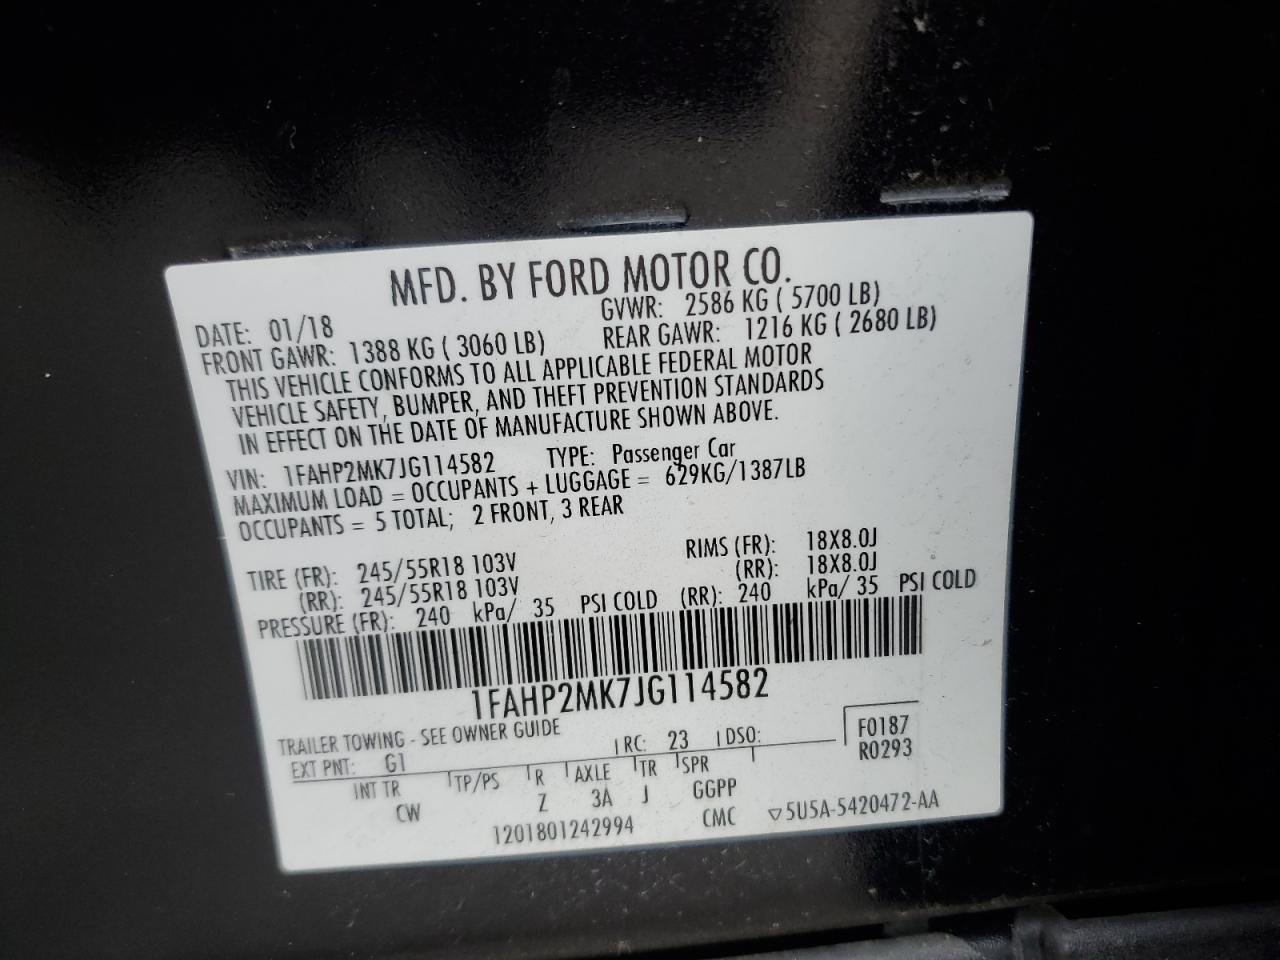 MFD. BY FORD MOTOR CO.
DATE: 01/18 GVWR: 2586 KG ( 5700 LB)
FRONT GAWR: 1388 KG ( 3060 LB) REAR GAWR: 1216 KG ( 2680 LB)
THIS VEHICLE CONFORMS TO ALL APPLICABLE FEDERAL MOTOR
VEHICLE SAFETY, BUMPER, AND THEFT PREVENTION STANDARDS
IN EFFECT ON THE DATE OF MANUFACTURE SHOWN ABOVE.
VIN: 1FAHP2MK7JG114582 TYPE: Passenger Car
MAXIMUM LOAD = OCCUPANTS + LUGGAGE = 629KG/1387LB
OCCUPANTS = 5 TOTAL; 2 FRONT, 3 REAR
TIRE (FR): 245/55R18 103V RIMS (FR): 18X8.0J
(RR): 245/55R18 103V (RR): 18X8.0J
PRESSURE (FR): 240 kPa/ 35 PSI COLD (RR): 240 kPa/ 35 PSI COLD
1FAHP2MK7JG114582
TRAILER TOWING - SEE OWNER GUIDE
EXT PNT: G1 RC: 23 DSO: F0187
R0293
INT TR TP/PS R AXLE TR SPR
CW Z 3A J GGPP
1201801242994 CMC ▽5U5A-5420472-AA